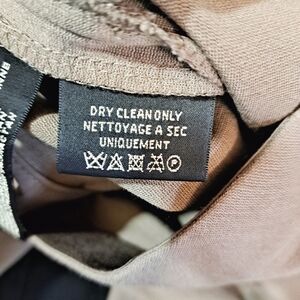 DRY CLEAN ONLY
NETTOYAGE A SEC
UNIQUEMENT